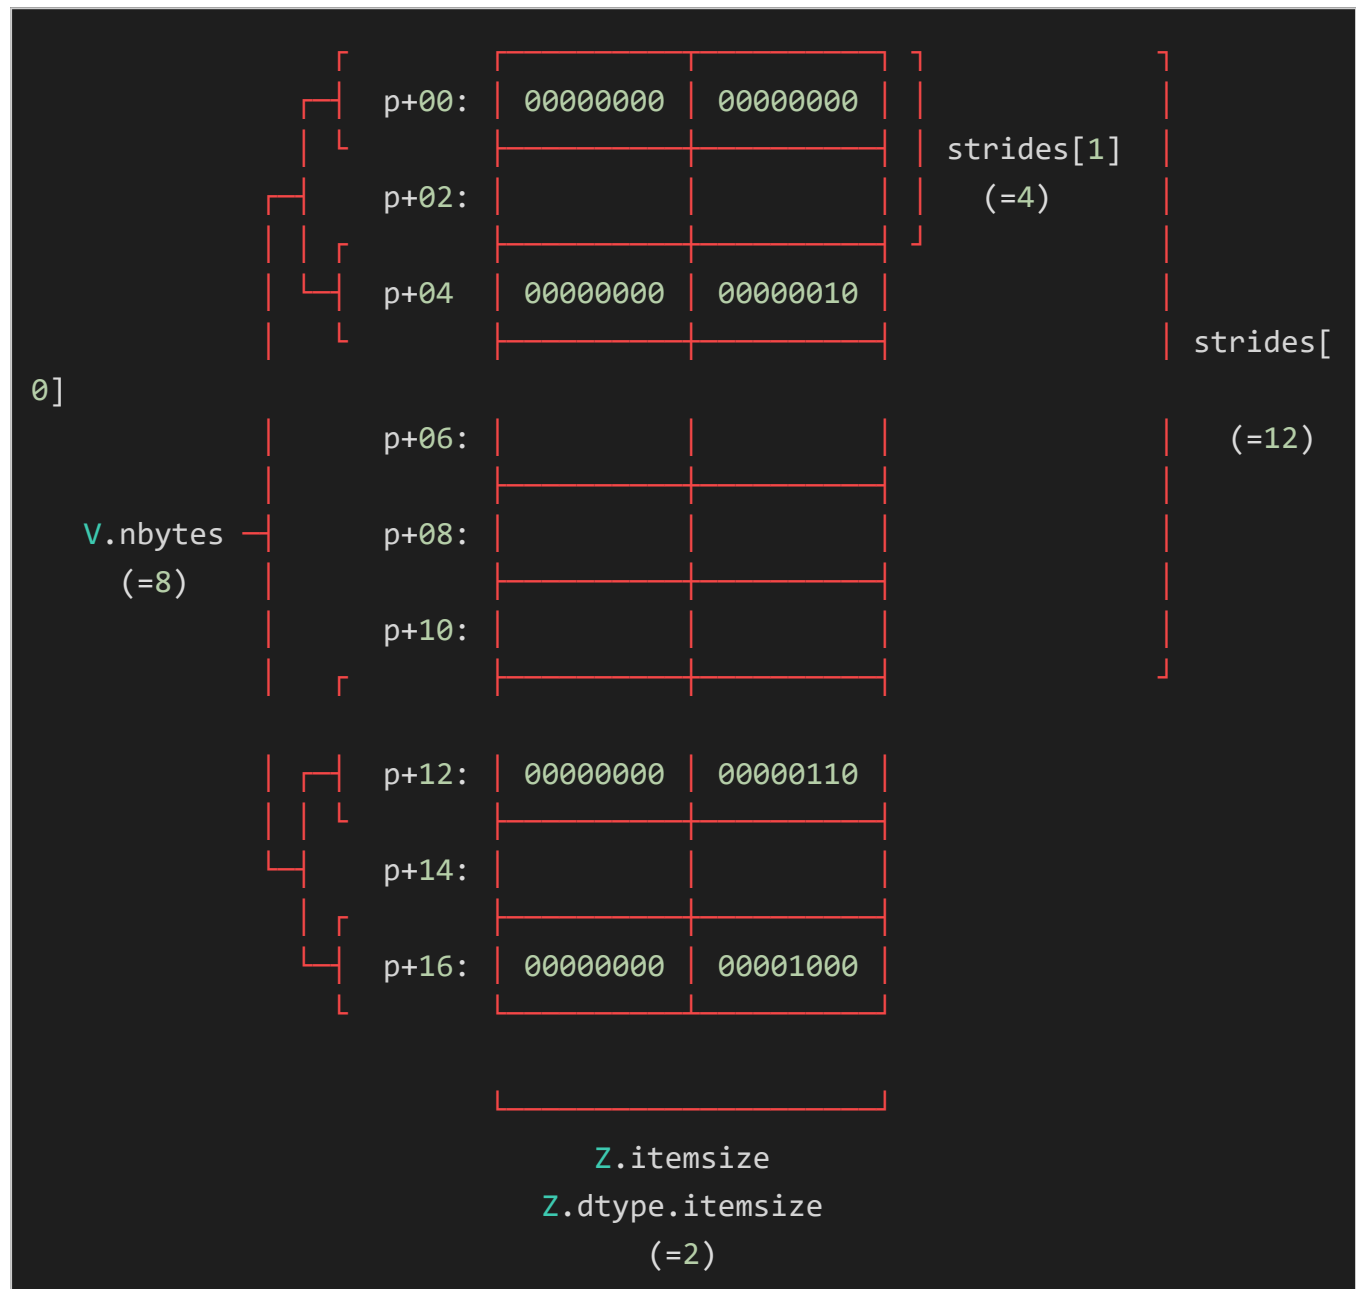 p+00: 00000000 00000000
strides[1]
p+02: (=4)
p+04 00000000 00000010
strides[
0]
p+06: (=12)
V.nbytes p+08:
(=8)
p+10:
p+12: 00000000 00000110
p+14:
p+16: 00000000 00001000
Z.itemsize
Z.dtype.itemsize
(=2)